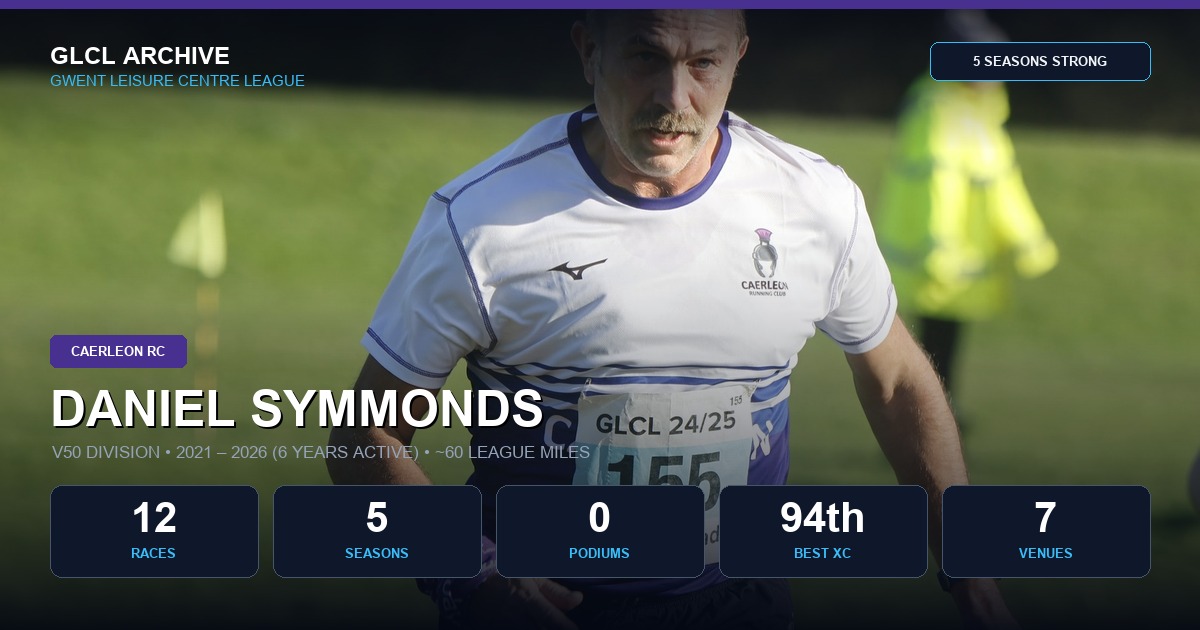 GLCL ARCHIVE
GWENT LEISURE CENTRE LEAGUE
5 SEASONS STRONG
CAERLEON
RUNNING CLUB
CAERLEON RC
DANIEL SYMMONDS
155
GLCL 24/25
155
V50 DIVISION • 2021 – 2026 (6 YEARS ACTIVE) • ~60 LEAGUE MILES
12
RACES
5
SEASONS
0
PODIUMS
94th
BEST XC
7
VENUES